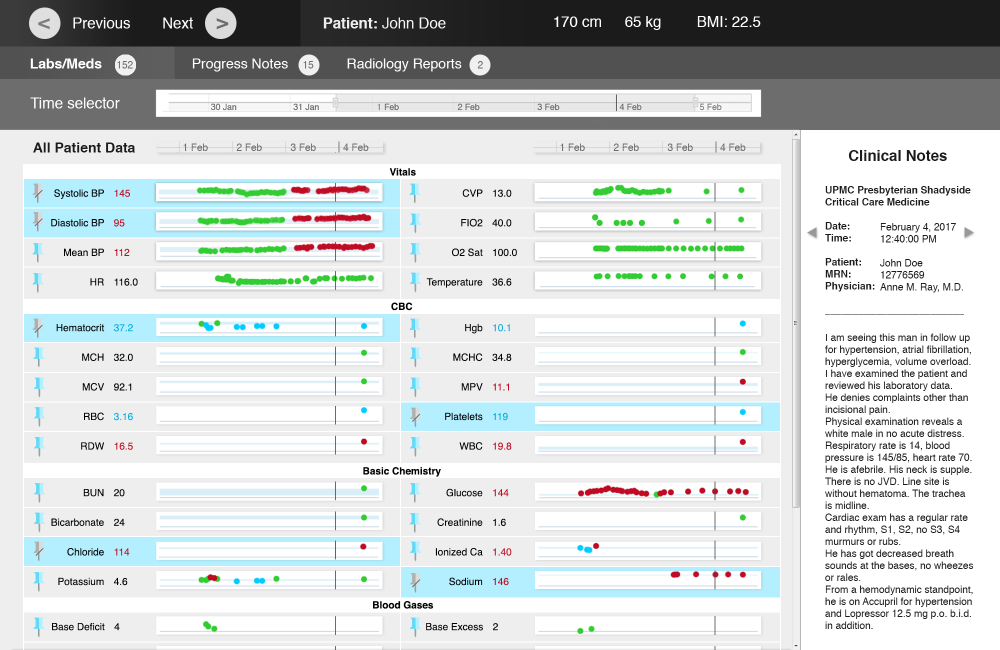 < Previous Next >
Patient: John Doe
170 cm 65 kg BMI: 22.5
Labs/Meds 152 Progress Notes 15 Radiology Reports 2
Time selector
30 Jan 31 Jan 1 Feb 2 Feb 3 Feb 4 Feb 5 Feb
All Patient Data
1 Feb 2 Feb 3 Feb 4 Feb
1 Feb 2 Feb 3 Feb 4 Feb
Vitals
Systolic BP 145
CVP 13.0
Diastolic BP 95
FIO2 40.0
Mean BP 112
O2 Sat 100.0
HR 116.0
Temperature 36.6
CBC
Hematocrit 37.2
Hgb 10.1
MCH 32.0
MCHC 34.8
MCV 92.1
MPV 11.1
RBC 3.16
Platelets 119
RDW 16.5
WBC 19.8
Basic Chemistry
BUN 20
Glucose 144
Bicarbonate 24
Creatinine 1.6
Chloride 114
Ionized Ca 1.40
Potassium 4.6
Sodium 146
Blood Gases
Base Deficit 4
Base Excess 2
Clinical Notes
UPMC Presbyterian Shadyside
Critical Care Medicine
Date: February 4, 2017
Time: 12:40:00 PM
Patient: John Doe
MRN: 12776569
Physician: Anne M. Ray, M.D.
I am seeing this man in follow up
for hypertension, atrial fibrillation,
hyperglycemia, volume overload.
I have examined the patient and
reviewed his laboratory data.
He denies complaints other than
incisional pain.
Physical examination reveals a
white male in no acute distress.
Respiratory rate is 14, blood
pressure is 145/85, heart rate 70.
He is afebrile. His neck is supple.
There is no JVD. Line site is
without hematoma. The trachea
is midline.
Cardiac exam has a regular rate
and rhythm, S1, S2, no S3, S4
murmurs or rubs.
He has got decreased breath
sounds at the bases, no wheezes
or rales.
From a hemodynamic standpoint,
he is on Accupril for hypertension
and Lopressor 12.5 mg p.o. b.i.d.
in addition.